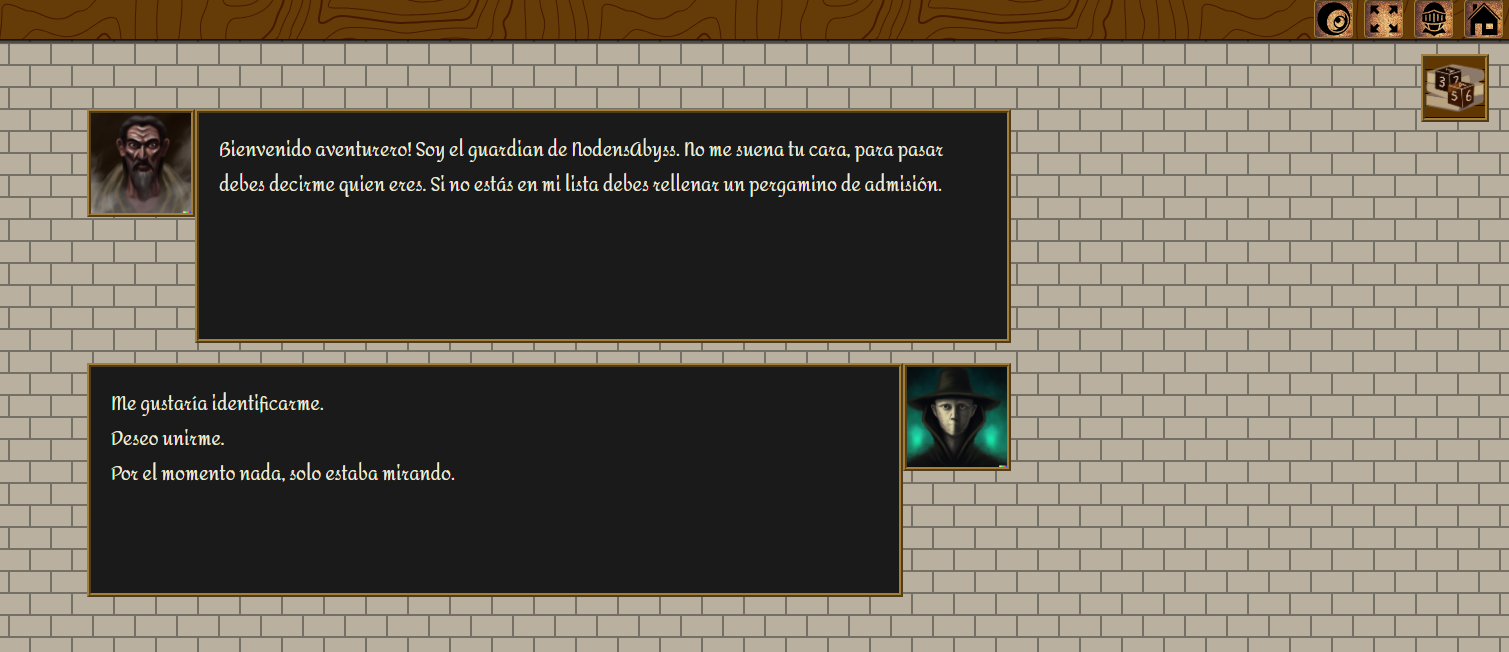 Bienvenido aventurero! Soy el guardian de NodensAbyss. No me suena tu cara, para pasar
debes decirme quien eres. Si no estás en mi lista debes rellenar un pergamino de admisión.
Me gustaría identificarme.
Deseo unirme.
Por el momento nada, solo estaba mirando.
3 7
5 6